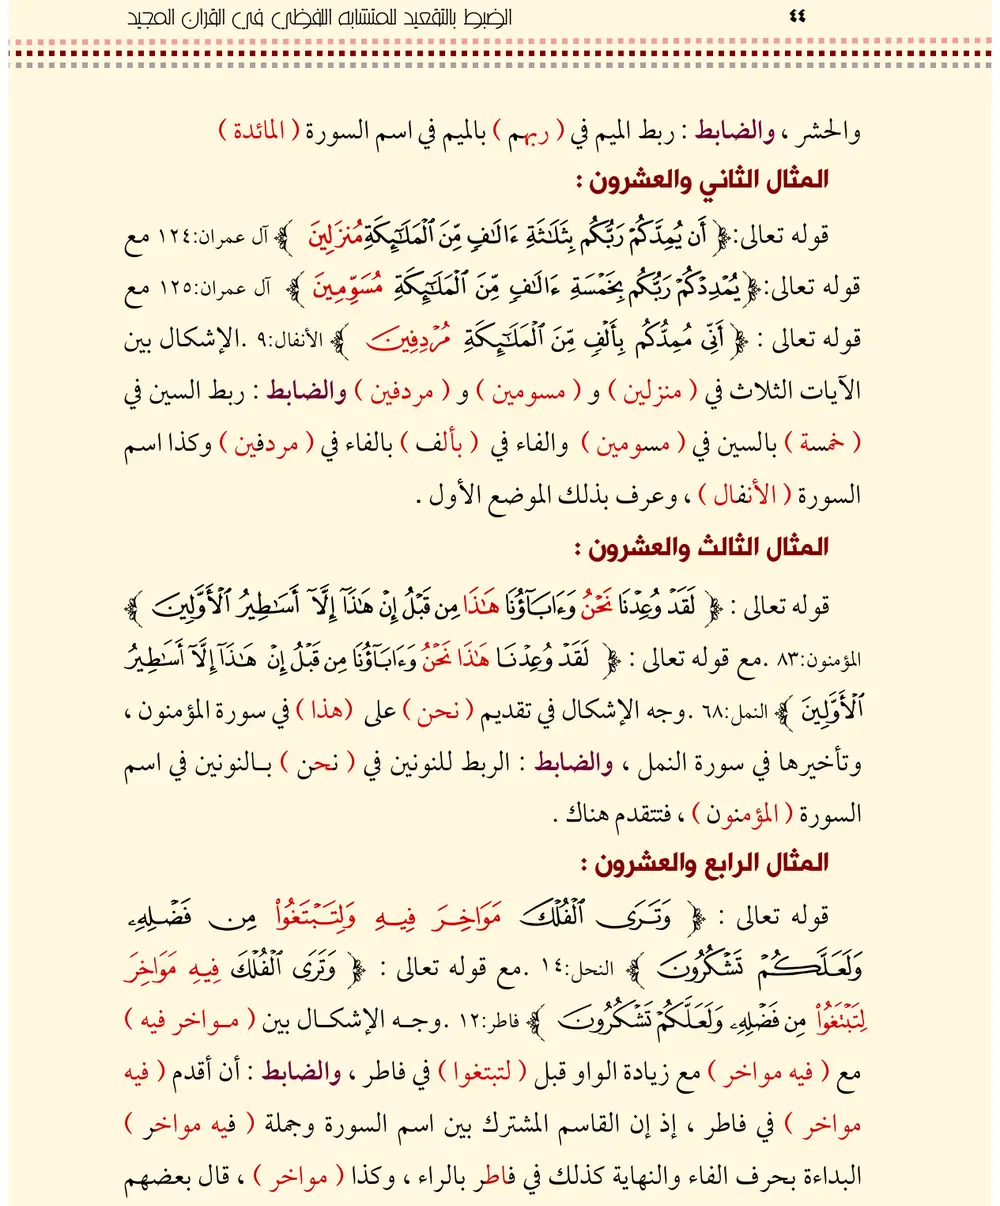 ٤٤
الضبط بالتقعيد للمتشابه اللفظي في القرآن المجيد
والحشر ، والضابط : ربط الميم في ( ربهم ) بالميم في اسم السورة ( المائدة )
المثال الثاني والعشرون :
قوله تعالى:﴿ أَن يُمِدَّكُمْ رَبُّكُم بِثَلَٰثَةِ ءَالَٰفٍ مِّنَ ٱلْمَلَٰٓئِكَةِ مُنزَلِينَ ﴾ آل عمران:١٢٤ مع
قوله تعالى:﴿ يُمْدِدْكُمْ رَبُّكُم بِخَمْسَةِ ءَالَٰفٍ مِّنَ ٱلْمَلَٰٓئِكَةِ مُسَوِّمِينَ ﴾ آل عمران:١٢٥ مع
قوله تعالى : ﴿ أَنِّي مُمِدُّكُم بِأَلْفٍ مِّنَ ٱلْمَلَٰٓئِكَةِ مُرْدِفِينَ ﴾ الأنفال:٩ .الإشكال بين
الآيات الثلاث في ( منزلين ) و ( مسومين ) و ( مردفين ) والضابط : ربط السين في
( خمسة ) بالسين في ( مسومين ) والفاء في ( بألف ) بالفاء في ( مردفين ) وكذا اسم
السورة ( الأنفال ) ، وعرف بذلك الموضع الأول .
المثال الثالث والعشرون :
قوله تعالى : ﴿ لَقَدْ وُعِدْنَا نَحْنُ وَءَابَآؤُنَا هَٰذَا مِن قَبْلُ إِنْ هَٰذَآ إِلَّآ أَسَٰطِيرُ ٱلْأَوَّلِينَ ﴾
المؤمنون:٨٣ .مع قوله تعالى : ﴿ لَقَدْ وُعِدْنَا هَٰذَا نَحْنُ وَءَابَآؤُنَا مِن قَبْلُ إِنْ هَٰذَآ إِلَّآ أَسَٰطِيرُ
ٱلْأَوَّلِينَ ﴾ النمل:٦٨ .وجه الإشكال في تقديم ( نحن ) على (هذا ) في سورة المؤمنون ،
وتأخيرها في سورة النمل ، والضابط : الربط للنونين في ( نحن ) بـالنونين في اسم
السورة ( المؤمنون ) ، فتتقدم هناك .
المثال الرابع والعشرون :
قوله تعالى : ﴿ وَتَرَى ٱلْفُلْكَ مَوَاخِرَ فِيهِ وَلِتَبْتَغُوا۟ مِن فَضْلِهِۦ
وَلَعَلَّكُمْ تَشْكُرُونَ ﴾ النحل:١٤ .مع قوله تعالى : ﴿ وَتَرَى ٱلْفُلْكَ فِيهِ مَوَاخِرَ
لِتَبْتَغُوا۟ مِن فَضْلِهِۦ وَلَعَلَّكُمْ تَشْكُرُونَ ﴾ فاطر:١٢ .وجـه الإشكـال بين ( مـواخر فيه )
مع ( فيه مواخر ) مع زيادة الواو قبل ( لتبتغوا ) في فاطر ، والضابط : أن أقدم ( فيه
مواخر ) في فاطر ، إذ إن القاسم المشترك بين اسم السورة وجملة ( فيه مواخر )
البداءة بحرف الفاء والنهاية كذلك في فاطر بالراء ، وكذا ( مواخر ) ، قال بعضهم